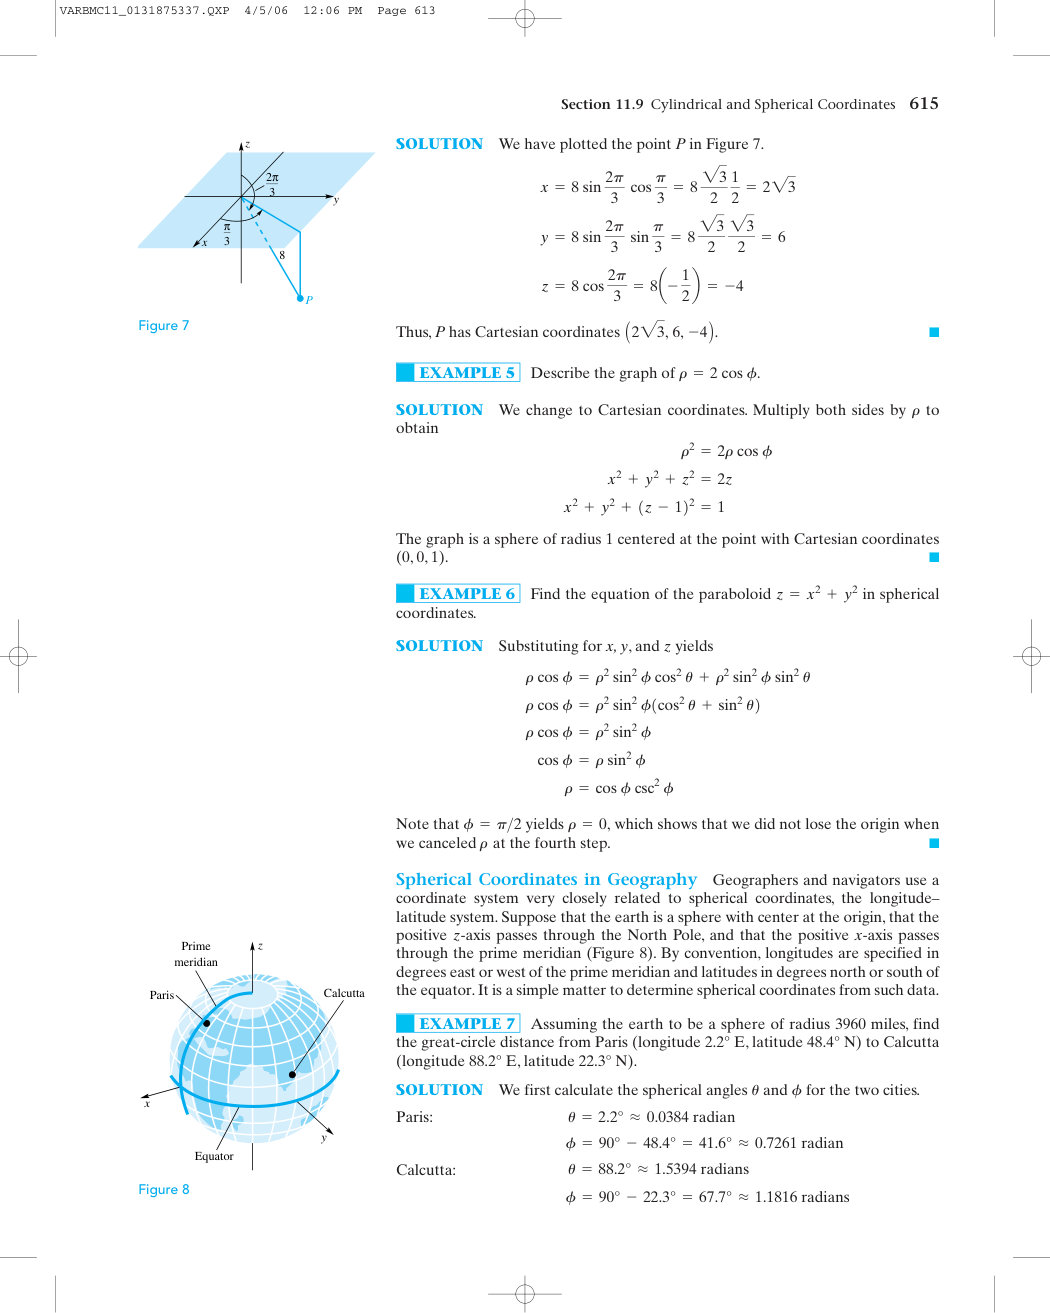 VARBMC11_0131875337.QXP 4/5/06 12:06 PM Page 613
Section 11.9 Cylindrical and Spherical Coordinates 615
z
2π
3
y
π
3
x
8
P
Figure 7
SOLUTION We have plotted the point P in Figure 7.
x = 8 sin 2π/3 cos π/3 = 8 √3/2 1/2 = 2√3
y = 8 sin 2π/3 sin π/3 = 8 √3/2 √3/2 = 6
z = 8 cos 2π/3 = 8(−1/2) = −4
Thus, P has Cartesian coordinates (2√3, 6, −4).
EXAMPLE 5 Describe the graph of ρ = 2 cos ϕ.
SOLUTION We change to Cartesian coordinates. Multiply both sides by ρ to
obtain
ρ² = 2ρ cos ϕ
x² + y² + z² = 2z
x² + y² + (z − 1)² = 1
The graph is a sphere of radius 1 centered at the point with Cartesian coordinates
(0, 0, 1).
EXAMPLE 6 Find the equation of the paraboloid z = x² + y² in spherical
coordinates.
SOLUTION Substituting for x, y, and z yields
ρ cos ϕ = ρ² sin² ϕ cos² θ + ρ² sin² ϕ sin² θ
ρ cos ϕ = ρ² sin² ϕ(cos² θ + sin² θ)
ρ cos ϕ = ρ² sin² ϕ
cos ϕ = ρ sin² ϕ
ρ = cos ϕ csc² ϕ
Note that ϕ = π/2 yields ρ = 0, which shows that we did not lose the origin when
we canceled ρ at the fourth step.
Spherical Coordinates in Geography Geographers and navigators use a
coordinate system very closely related to spherical coordinates, the longitude–
latitude system. Suppose that the earth is a sphere with center at the origin, that the
positive z-axis passes through the North Pole, and that the positive x-axis passes
through the prime meridian (Figure 8). By convention, longitudes are specified in
degrees east or west of the prime meridian and latitudes in degrees north or south of
the equator. It is a simple matter to determine spherical coordinates from such data.
Prime
meridian
z
Paris
Calcutta
x
y
Equator
Figure 8
EXAMPLE 7 Assuming the earth to be a sphere of radius 3960 miles, find
the great-circle distance from Paris (longitude 2.2° E, latitude 48.4° N) to Calcutta
(longitude 88.2° E, latitude 22.3° N).
SOLUTION We first calculate the spherical angles θ and ϕ for the two cities.
Paris: θ = 2.2° ≈ 0.0384 radian
ϕ = 90° − 48.4° = 41.6° ≈ 0.7261 radian
Calcutta: θ = 88.2° ≈ 1.5394 radians
ϕ = 90° − 22.3° = 67.7° ≈ 1.1816 radians